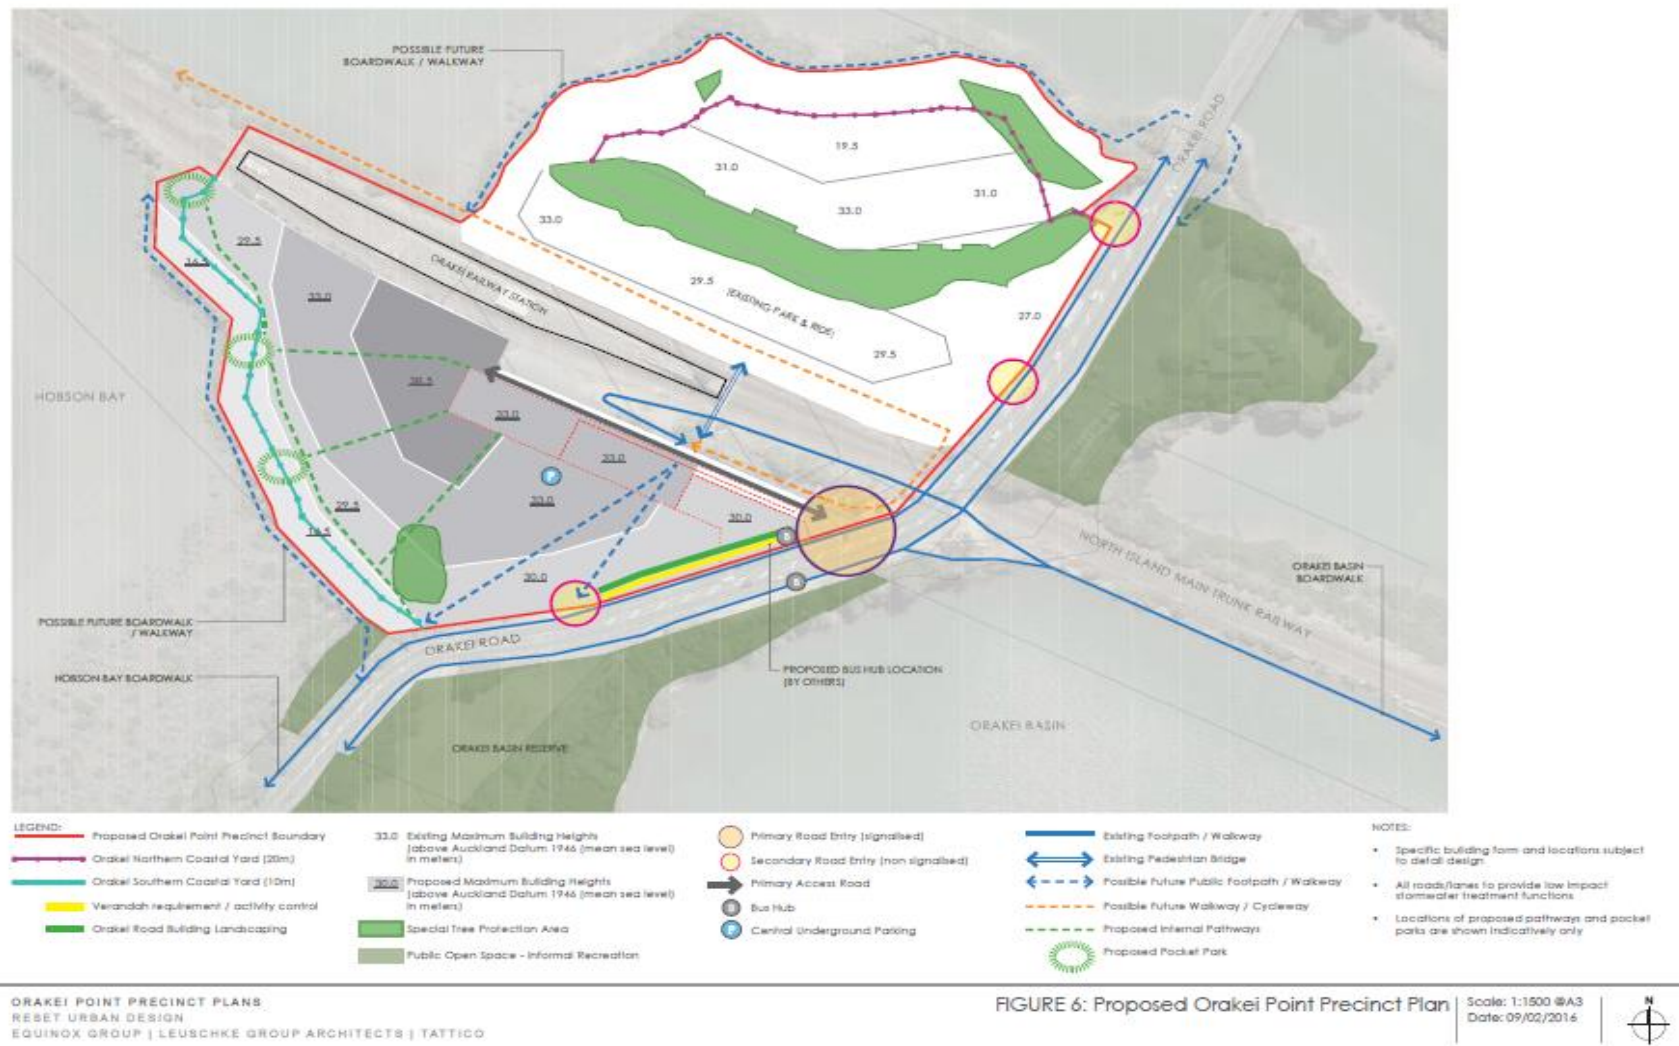 POSSIBLE FUTURE
BOARDWALK / WALKWAY
ORAKEI ROAD
19.5
31.0
31.0
33.0
33.0
29.5
(EXISTING PARK & RIDE)
27.0
29.5
29.5
16.5
33.0
ORAKEI RAILWAY STATION
HOBSON BAY
38.5
33.0
33.0
P
33.0
29.5
16.5
30.0
30.0
B
B
NORTH ISLAND MAIN TRUNK RAILWAY
ORAKEI BASIN
BOARDWALK
POSSIBLE FUTURE BOARDWALK
/ WALKWAY
ORAKEI ROAD
HOBSON BAY BOARDWALK
PROPOSED BUS HUB LOCATION
(BY OTHERS)
ORAKEI BASIN
ORAKEI BASIN RESERVE
LEGEND:
Proposed Orakei Point Precinct Boundary
Orakei Northern Coastal Yard (20m)
Orakei Southern Coastal Yard (10m)
Verandah requirement / activity control
Orakei Road Building Landscaping
33.0 Existing Maximum Building Heights
(above Auckland Datum 1946 (mean sea level)
in meters)
30.0 Proposed Maximum Building Heights
(above Auckland Datum 1946 (mean sea level)
in meters)
Special Tree Protection Area
Public Open Space - Informal Recreation
Primary Road Entry (signalised)
Secondary Road Entry (non signalised)
Primary Access Road
B Bus Hub
P Central Underground Parking
Existing Footpath / Walkway
Existing Pedestrian Bridge
Possible Future Public Footpath / Walkway
Possible Future Walkway / Cycleway
Proposed Internal Pathways
Proposed Pocket Park
NOTES:
• Specific building form and locations subject
to detail design
• All roads/lanes to provide low impact
stormwater treatment functions
• Locations of proposed pathways and pocket
parks are shown indicatively only
ORAKEI POINT PRECINCT PLANS
RESET URBAN DESIGN
EQUINOX GROUP | LEUSCHKE GROUP ARCHITECTS | TATTICO
FIGURE 6: Proposed Orakei Point Precinct Plan
Scale: 1:1500 @A3
Date: 09/02/2016
N